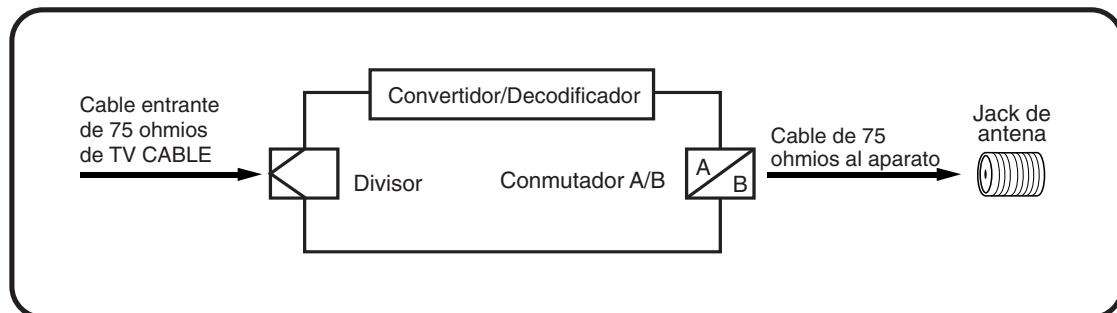 Cable entrante
de 75 ohmios
de TV CABLE
Convertidor/Decodificador
Divisor
Conmutador A/B
A
B
Cable de 75
ohmios al aparato
Jack de
antena